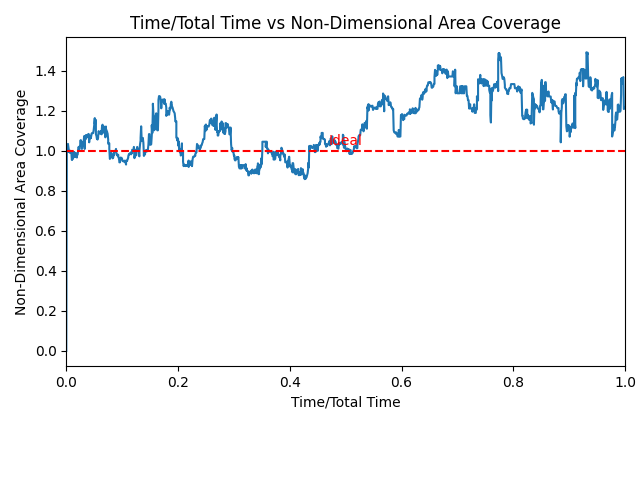 Time/Total Time vs Non-Dimensional Area Coverage
Non-Dimensional Area Coverage
1.4
1.2
1.0
0.8
0.6
0.4
0.2
0.0
Ideal
0.0 0.2 0.4 0.6 0.8 1.0
Time/Total Time